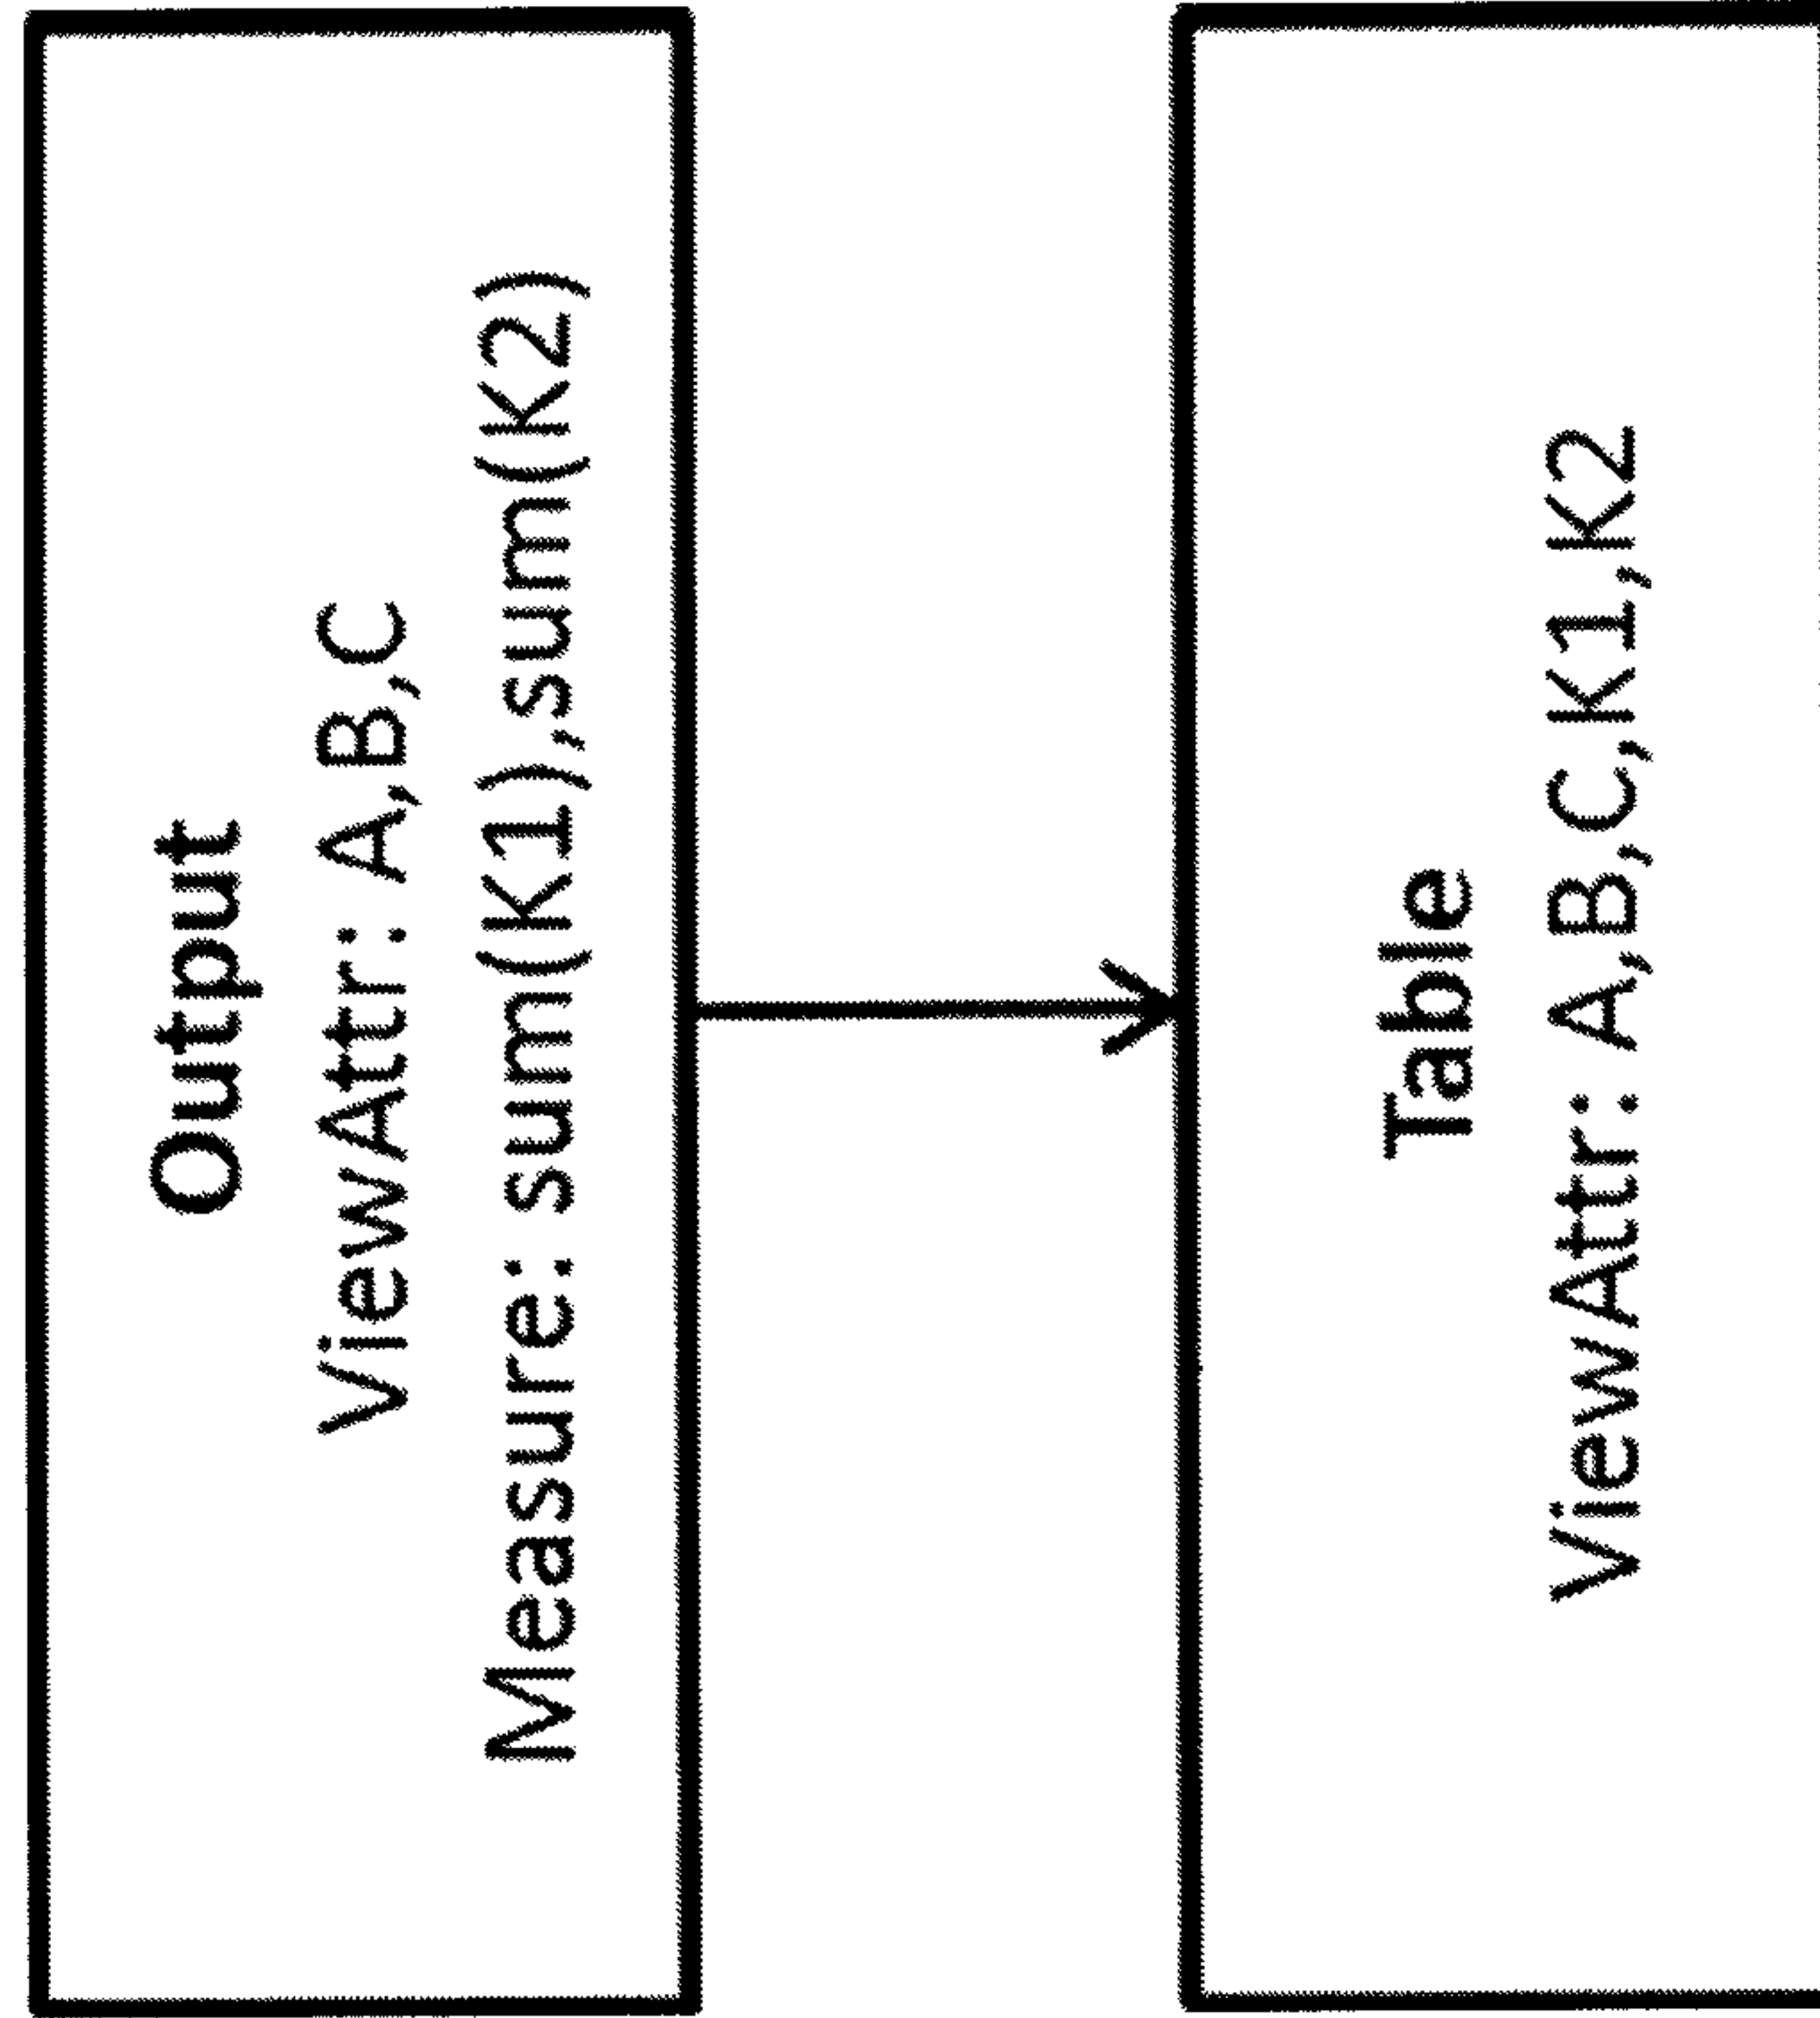 Output
ViewAttr: A,B,C
Measure: sum(K1),sum(K2)
Table
ViewAttr: A,B,C,K1,K2